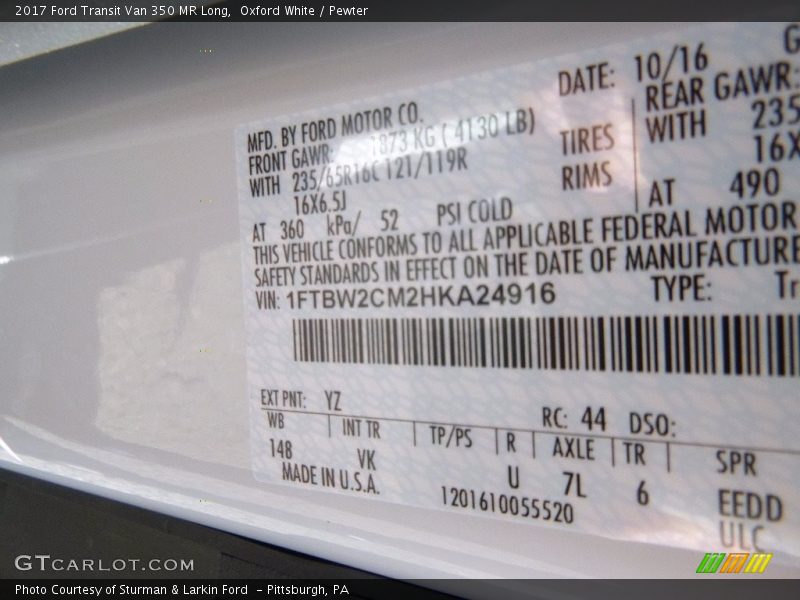 2017 Ford Transit Van 350 MR Long,  Oxford White / Pewter
DATE: 10/16
MFD. BY FORD MOTOR CO.
FRONT GAWR: 1873 KG ( 4130 LB)
WITH 235/65R16C 121/119R TIRES
16X6.5J RIMS
AT 360 kPa/ 52 PSI COLD
REAR GAWR:
WITH 235
16X
AT 490
THIS VEHICLE CONFORMS TO ALL APPLICABLE FEDERAL MOTOR
SAFETY STANDARDS IN EFFECT ON THE DATE OF MANUFACTURE
VIN: 1FTBW2CM2HKA24916 TYPE: Tr
EXT PNT: YZ RC: 44 DSO:
WB INT TR TP/PS R AXLE TR SPR
148 VK U 7L 6 EEDD
MADE IN U.S.A. 1201610055520 ULC
GTCARLOT.COM
Photo Courtesy of Sturman & Larkin Ford  - Pittsburgh, PA